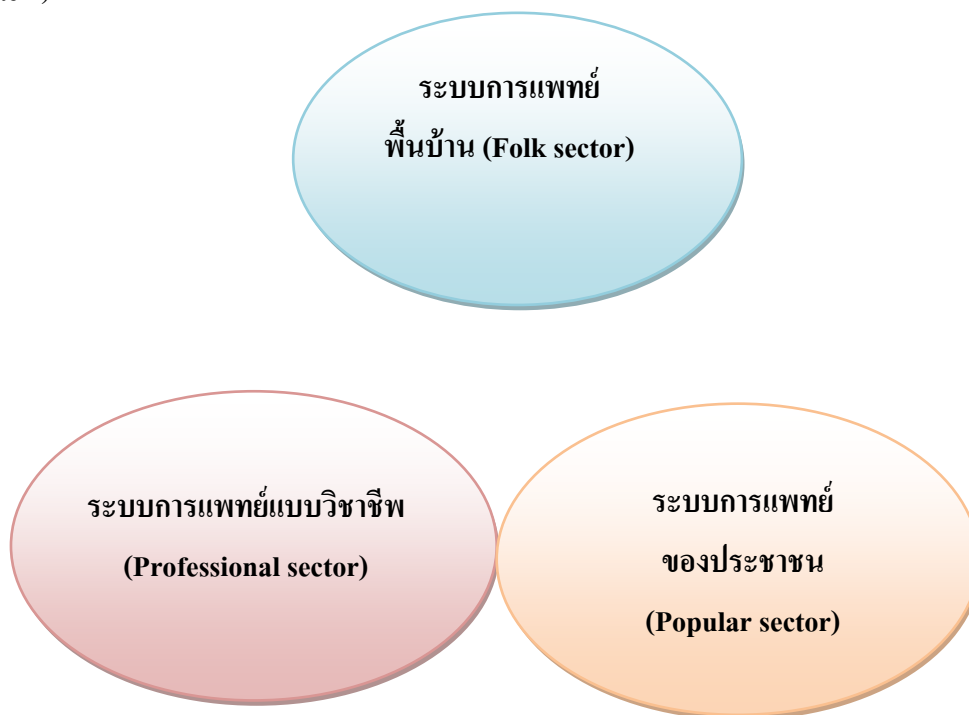 ระบบการแพทย์
พื้นบ้าน (Folk sector)
ระบบการแพทย์แบบวิชาชีพ
(Professional sector)
ระบบการแพทย์
ของประชาชน
(Popular sector)